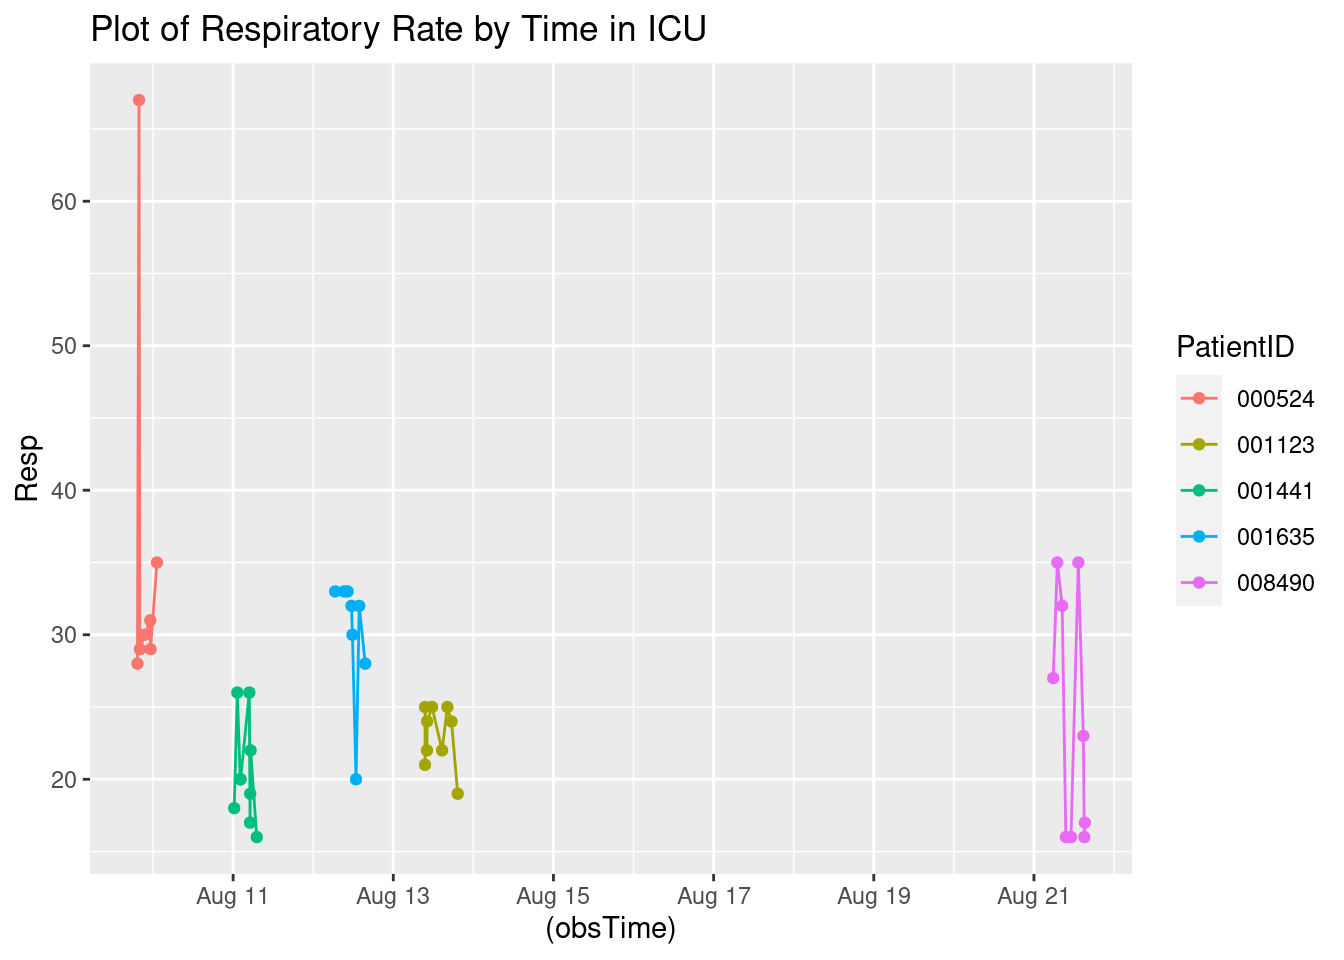 Plot of Respiratory Rate by Time in ICU
60
50
40
30
20
Resp
Aug 11 Aug 13 Aug 15 Aug 17 Aug 19 Aug 21
(obsTime)
PatientID
000524
001123
001441
001635
008490